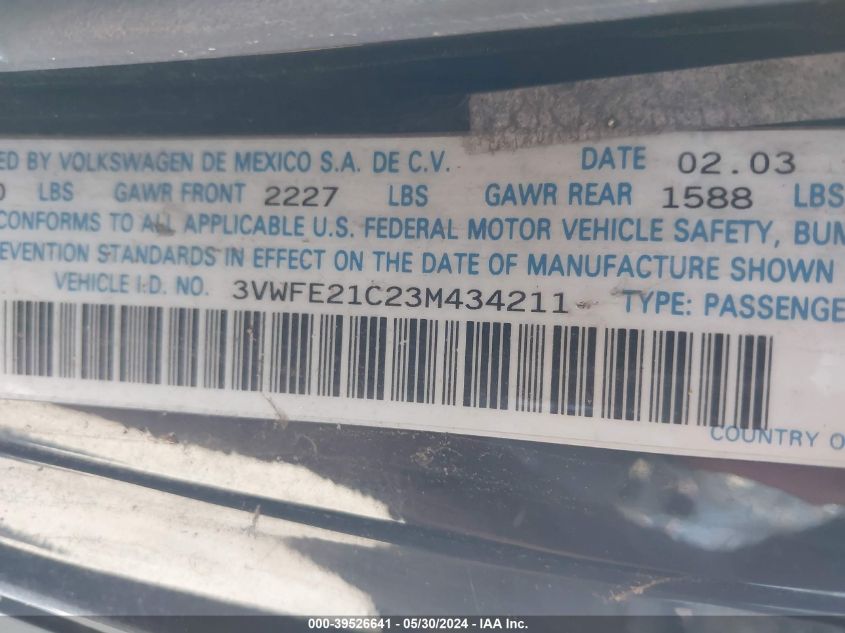 ED BY VOLKSWAGEN DE MEXICO S.A. DE C.V. DATE 02.03
0 LBS GAWR FRONT 2227 LBS GAWR REAR 1588 LBS
CONFORMS TO ALL APPLICABLE U.S. FEDERAL MOTOR VEHICLE SAFETY, BUM
EVENTION STANDARDS IN EFFECT ON THE DATE OF MANUFACTURE SHOWN
VEHICLE I.D. NO. 3VWFE21C23M434211 TYPE: PASSENGE
COUNTRY O
000-39526641 - 05/30/2024 - IAA Inc.